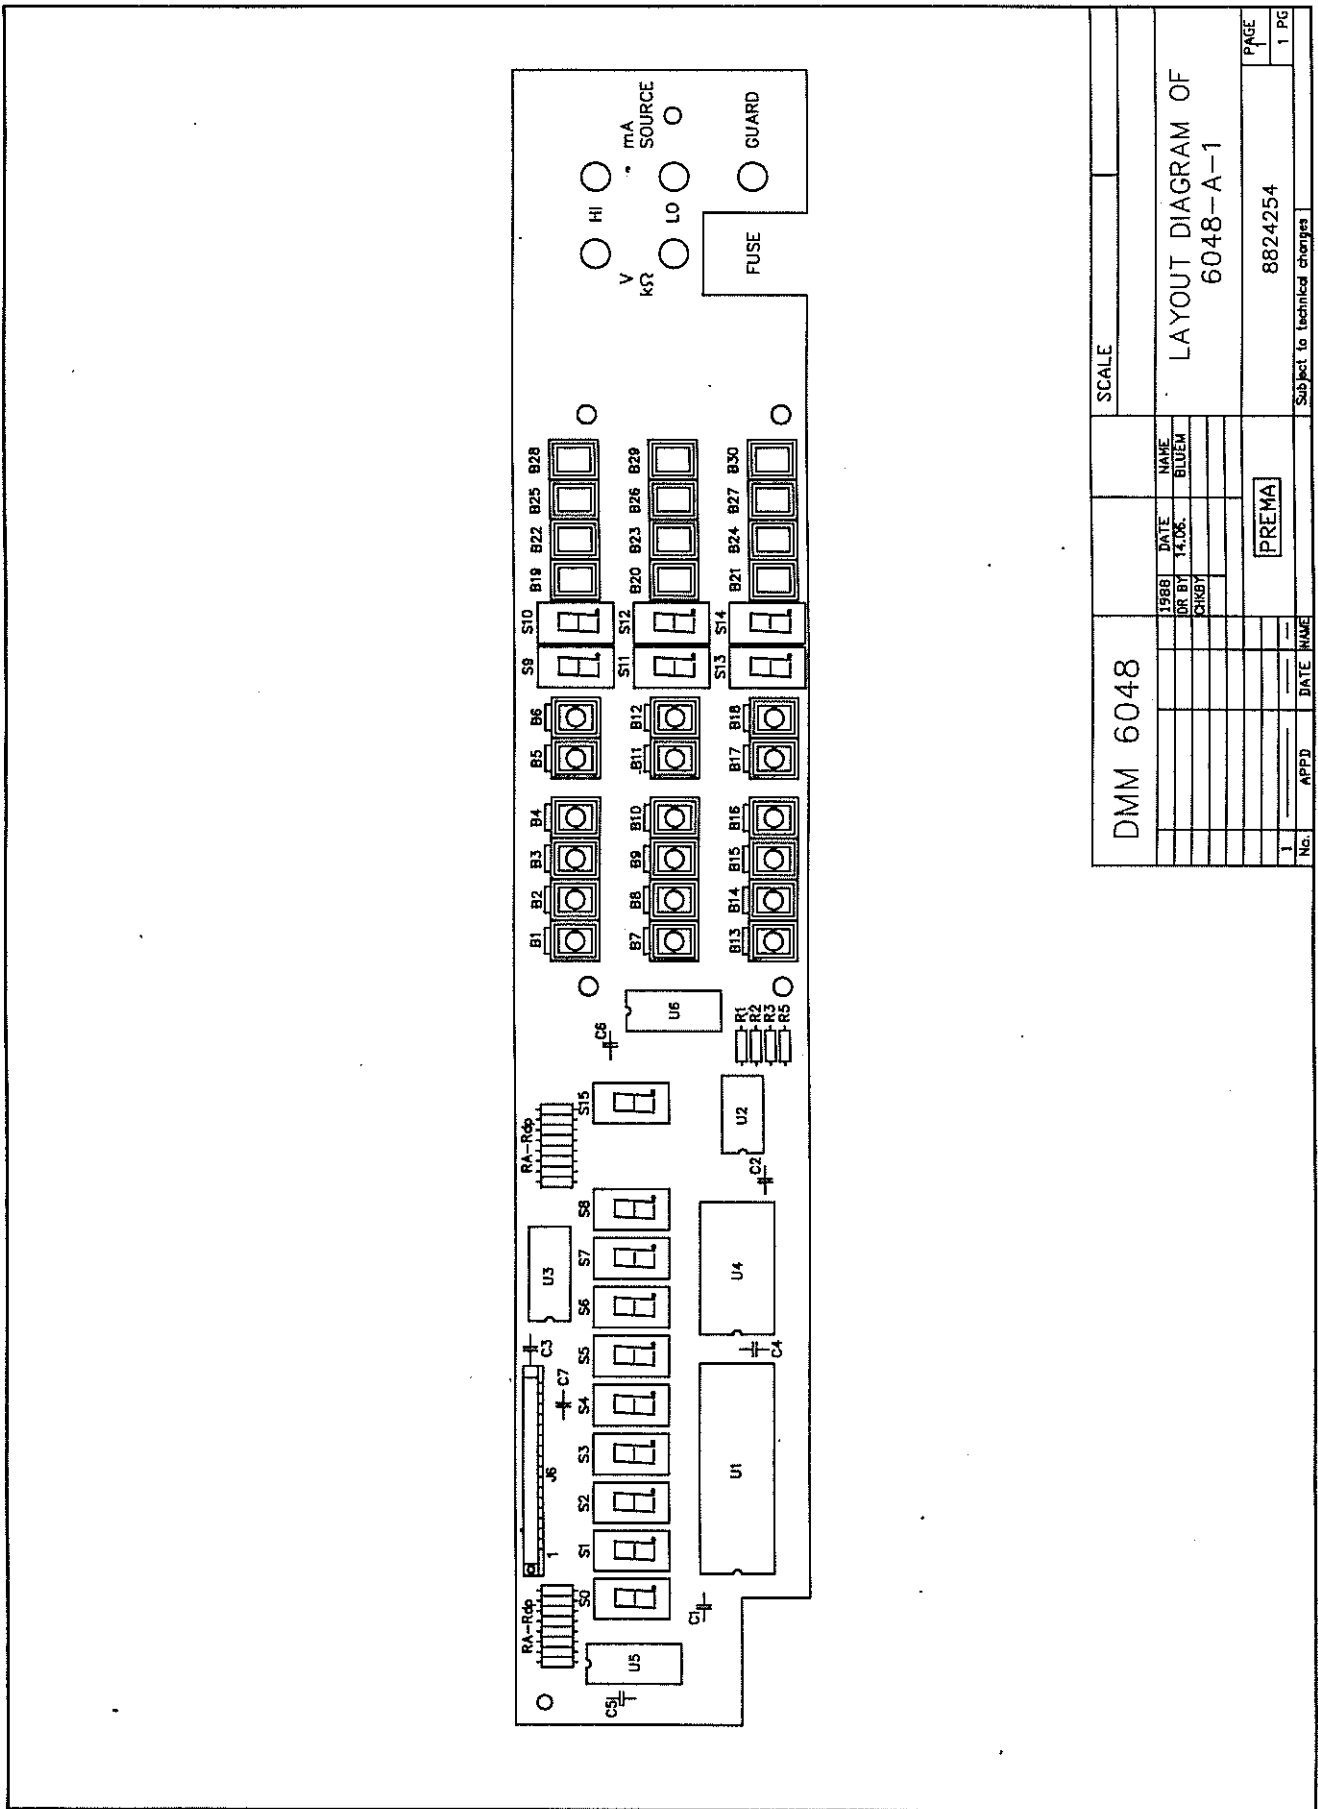 RA-Rdp
J6
1
C3
C7
U3
RA-Rdp
C5
U5
S0
S1
S2
S3
S4
S5
S6
S7
S8
S15
C6
C1
U1
C4
U4
C2
U2
U6
R1
R2
R3
R5
B1
B2
B3
B4
B5
B6
S9
S10
B19
B22
B25
B28
B7
B8
B9
B10
B11
B12
S11
S12
B20
B23
B26
B29
B13
B14
B15
B16
B17
B18
S13
S14
B21
B24
B27
B30
V
kΩ
HI
LO
mA
SOURCE
FUSE
GUARD
DMM 6048
1988 DATE NAME
DR BY 14.06. BLUEM
CHKBY
SCALE
LAYOUT DIAGRAM OF
6048-A-1
PREMA
8824254
PAGE
1
1 PG
1
No. APPD DATE NAME
Subject to technical changes